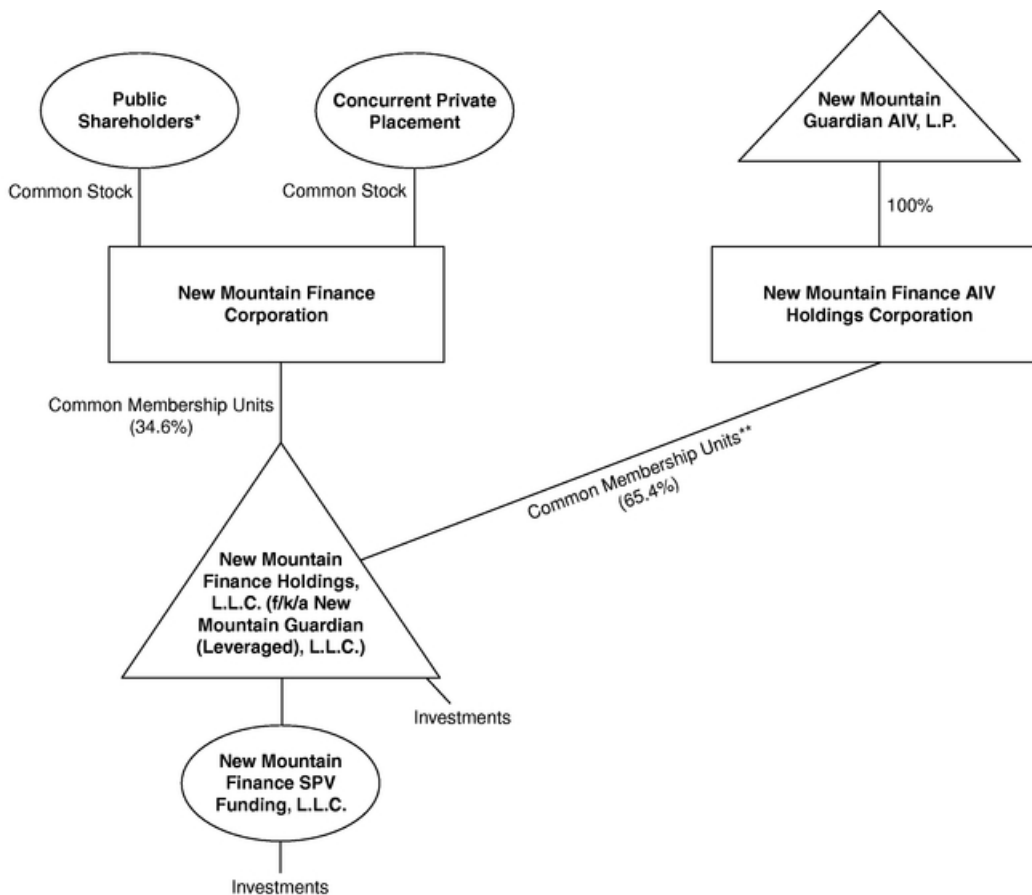 Public
Shareholders*
Concurrent Private
Placement
New Mountain
Guardian AIV, L.P.
Common Stock
Common Stock
100%
New Mountain Finance
Corporation
New Mountain Finance AIV
Holdings Corporation
Common Membership Units
(34.6%)
Common Membership Units**
(65.4%)
New Mountain
Finance Holdings,
L.L.C. (f/k/a New
Mountain Guardian
(Leveraged), L.L.C.)
Investments
New Mountain
Finance SPV
Funding, L.L.C.
Investments